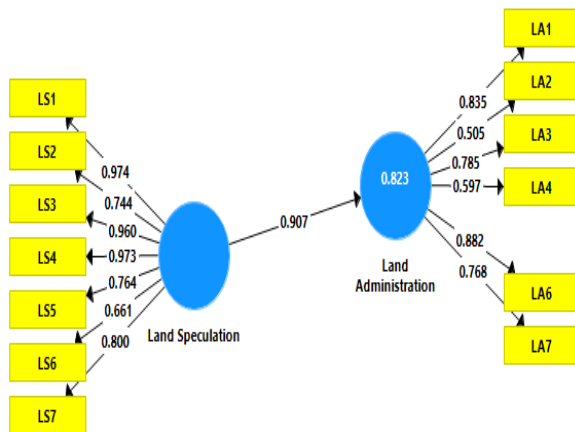 LS1
LS2
LS3
LS4
LS5
LS6
LS7
0.974
0.744
0.960
0.973
0.764
0.661
0.800
Land Speculation
0.907
0.823
Land
Administration
0.835
0.505
0.785
0.597
0.882
0.768
LA1
LA2
LA3
LA4
LA6
LA7